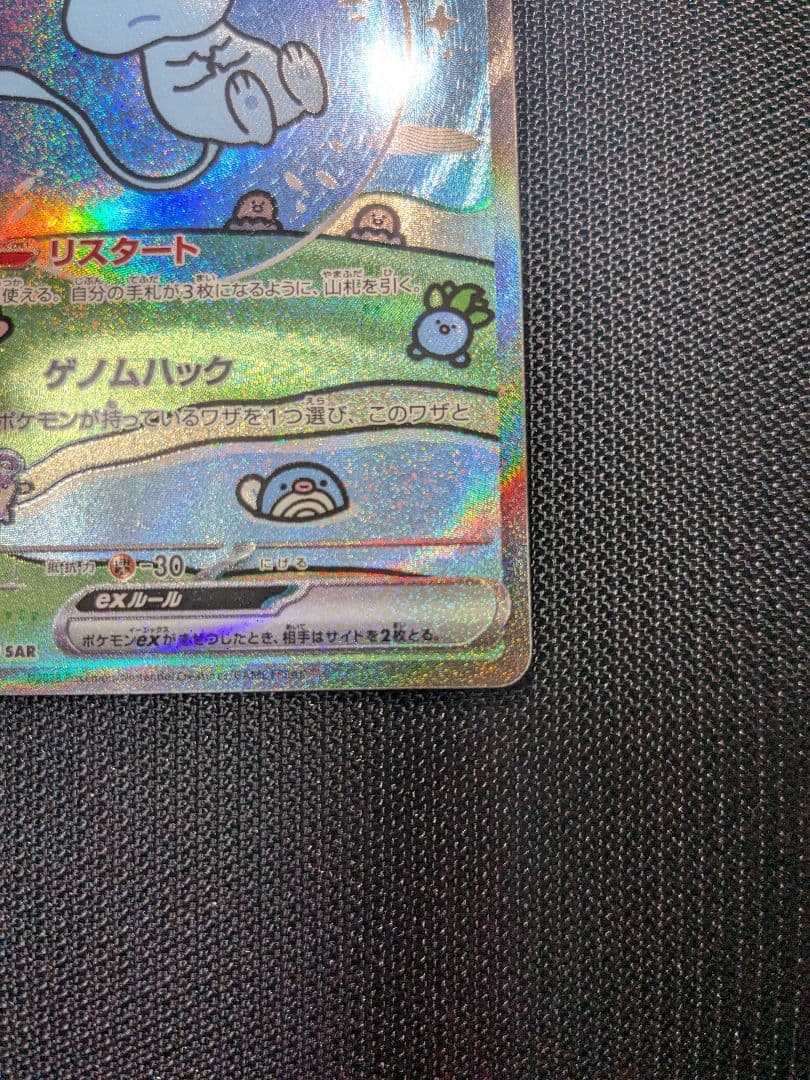 リスタート
使える。自分の手札が3枚になるように、山札を引く。
ゲノムハック
ポケモンが持っているワザを1つ選び、このワザと
抵抗力 -30 にげる
exルール
ポケモンexがきぜつしたとき、相手はサイドを2枚とる。
SAR